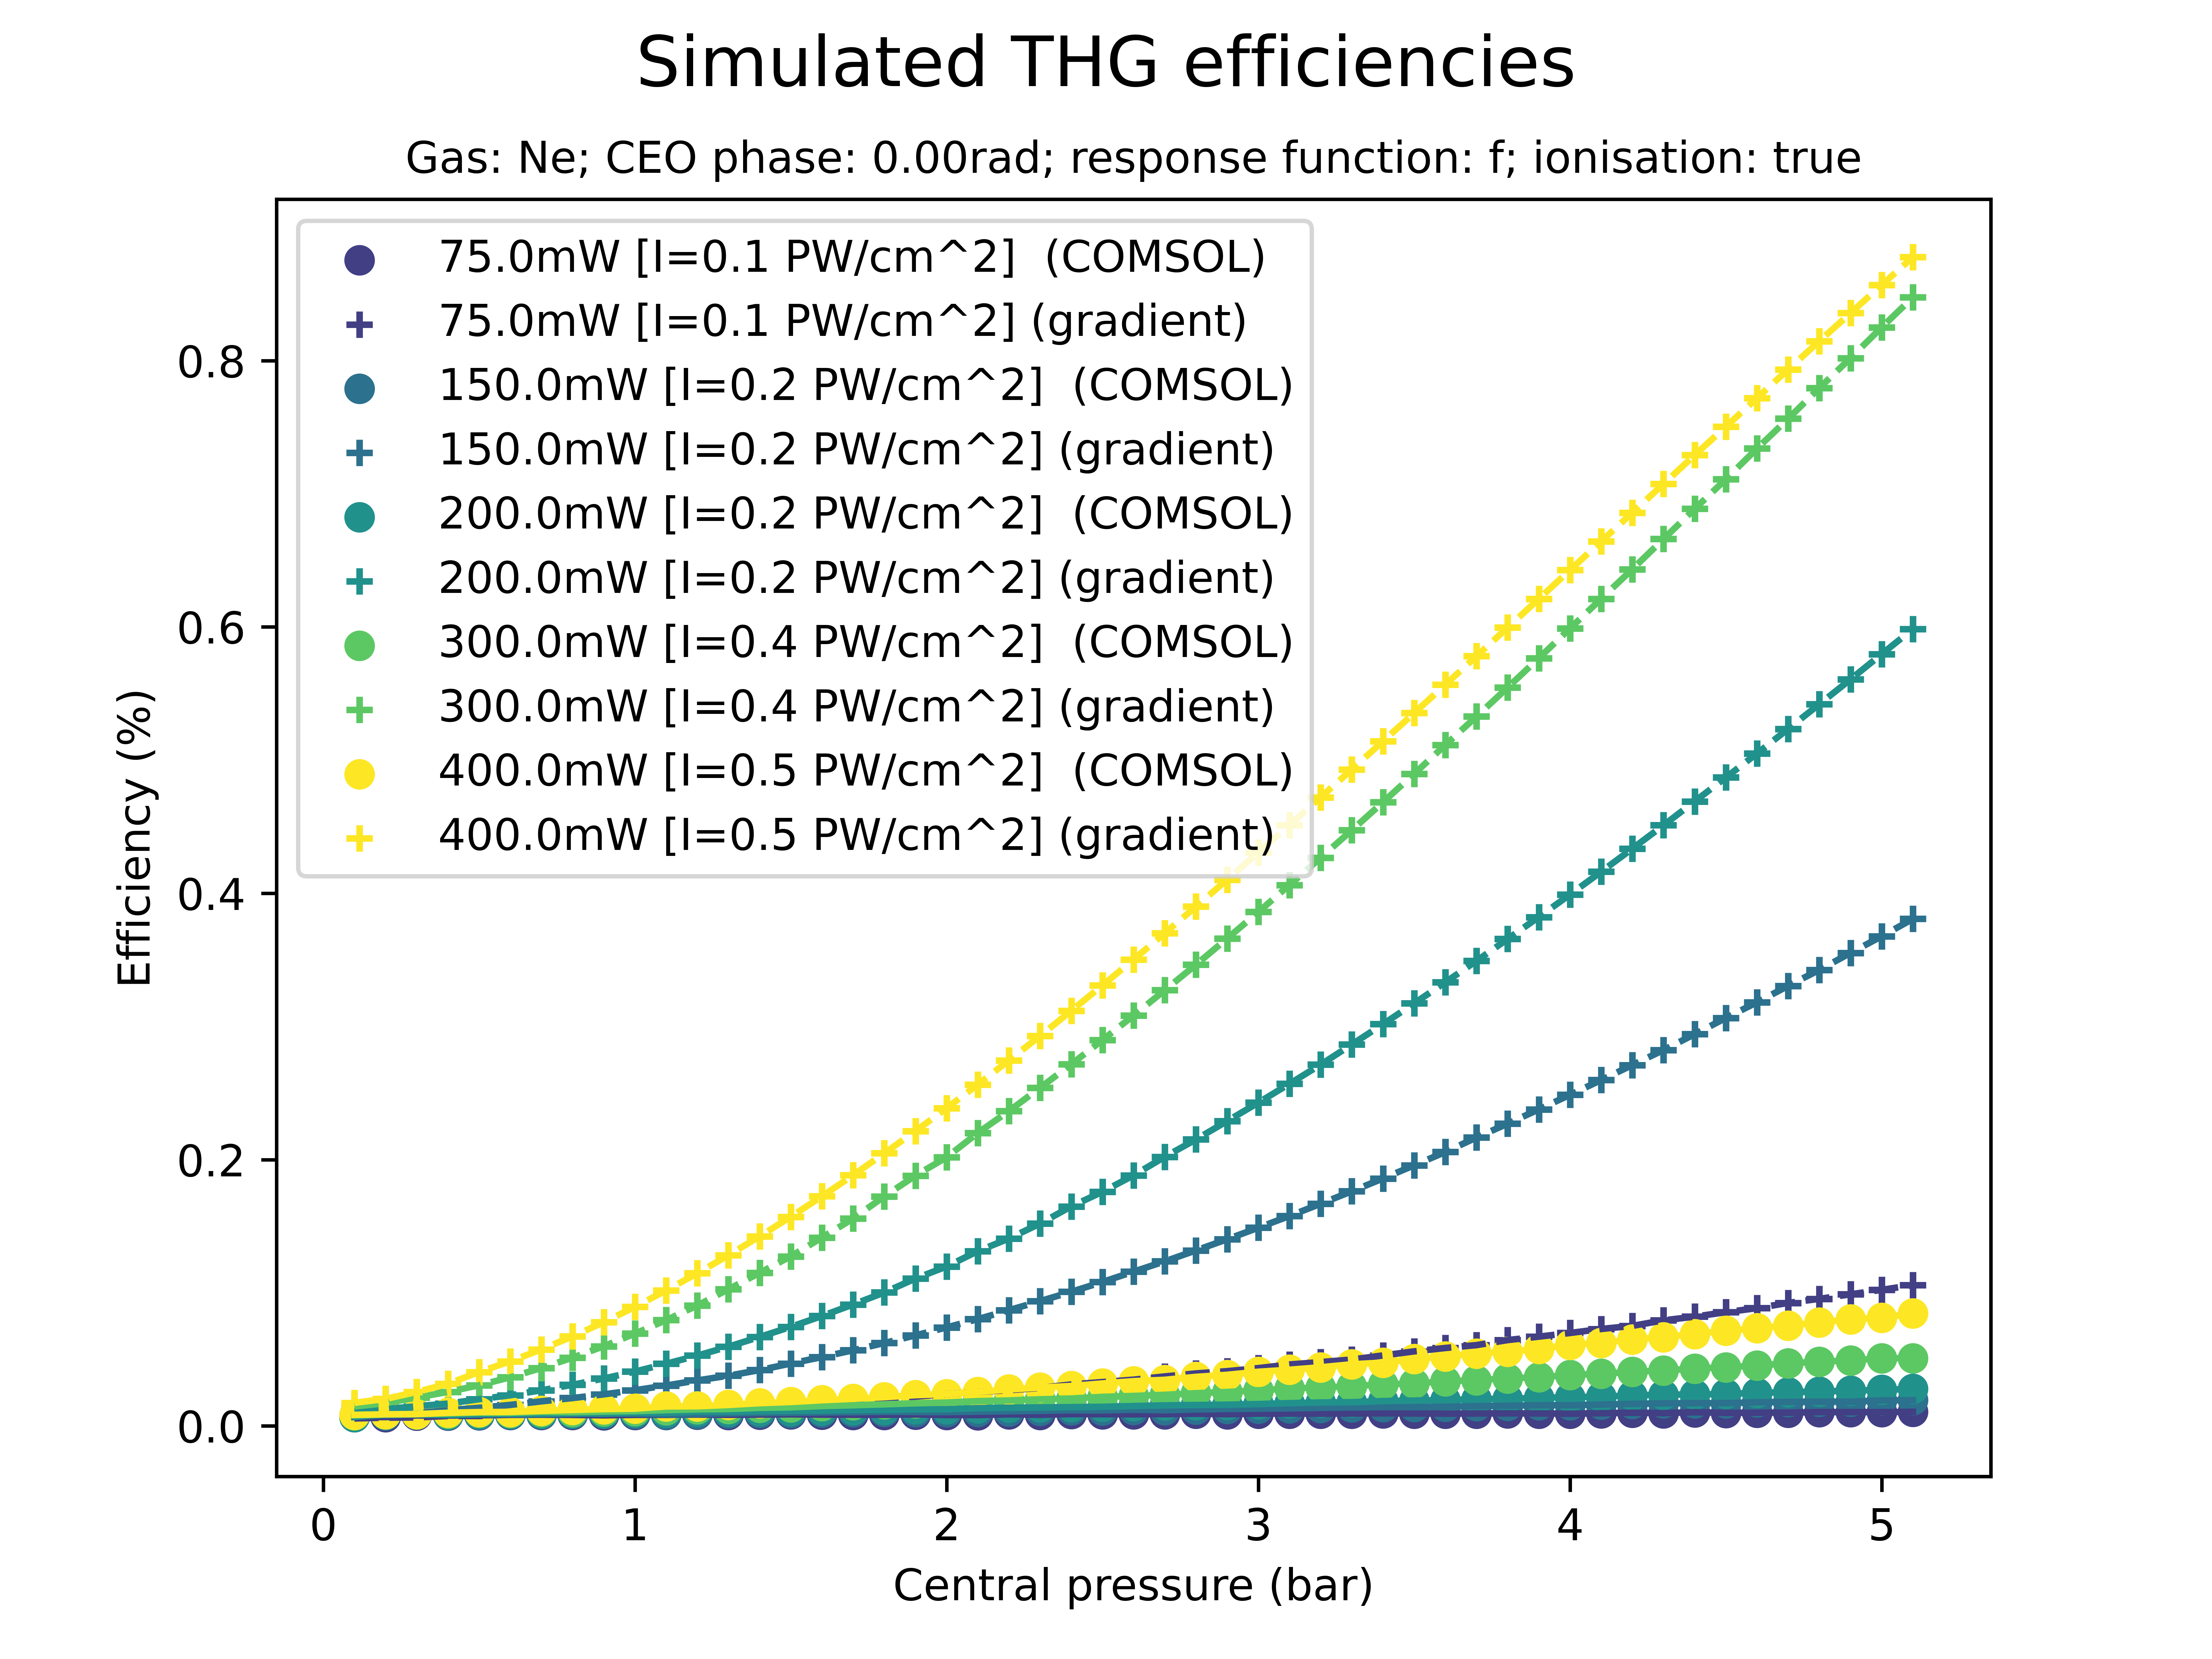 Simulated THG efficiencies
Gas: Ne; CEO phase: 0.00rad; response function: f; ionisation: true
75.0mW [I=0.1 PW/cm^2]  (COMSOL)
75.0mW [I=0.1 PW/cm^2] (gradient)
150.0mW [I=0.2 PW/cm^2]  (COMSOL)
150.0mW [I=0.2 PW/cm^2] (gradient)
200.0mW [I=0.2 PW/cm^2]  (COMSOL)
200.0mW [I=0.2 PW/cm^2] (gradient)
300.0mW [I=0.4 PW/cm^2]  (COMSOL)
300.0mW [I=0.4 PW/cm^2] (gradient)
400.0mW [I=0.5 PW/cm^2]  (COMSOL)
400.0mW [I=0.5 PW/cm^2] (gradient)
Efficiency (%)
0.8
0.6
0.4
0.2
0.0
0 1 2 3 4 5
Central pressure (bar)